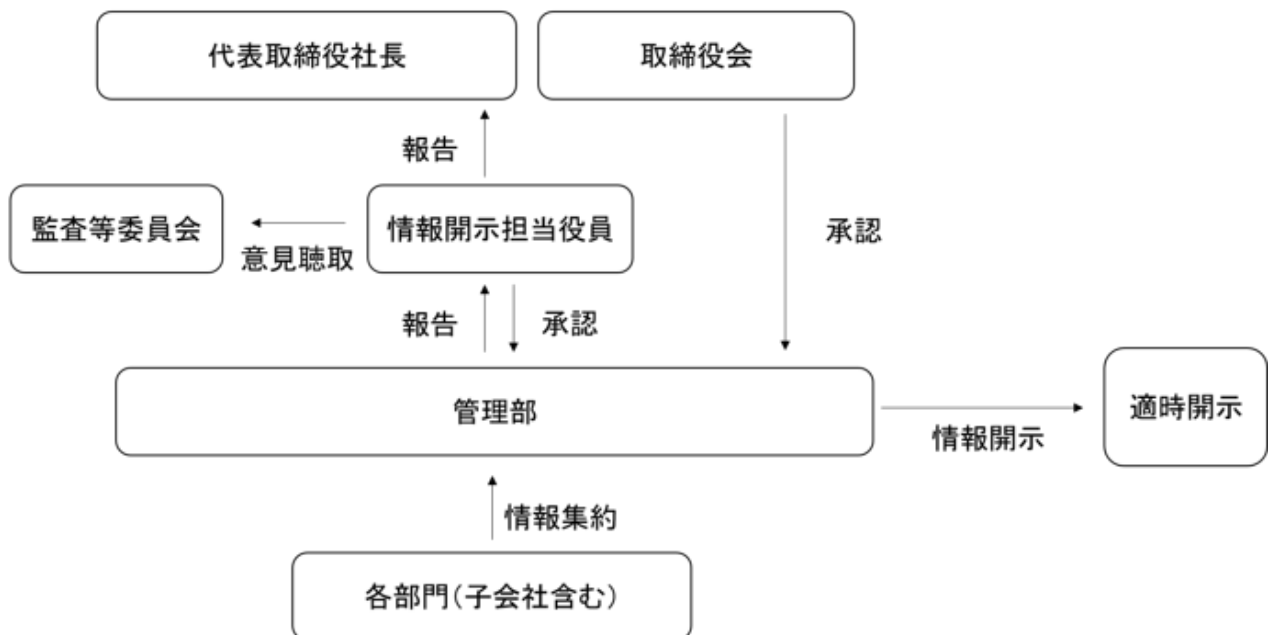 代表取締役社長
取締役会
報告
監査等委員会
情報開示担当役員
意見聴取
承認
報告
承認
管理部
適時開示
情報開示
情報集約
各部門(子会社含む)